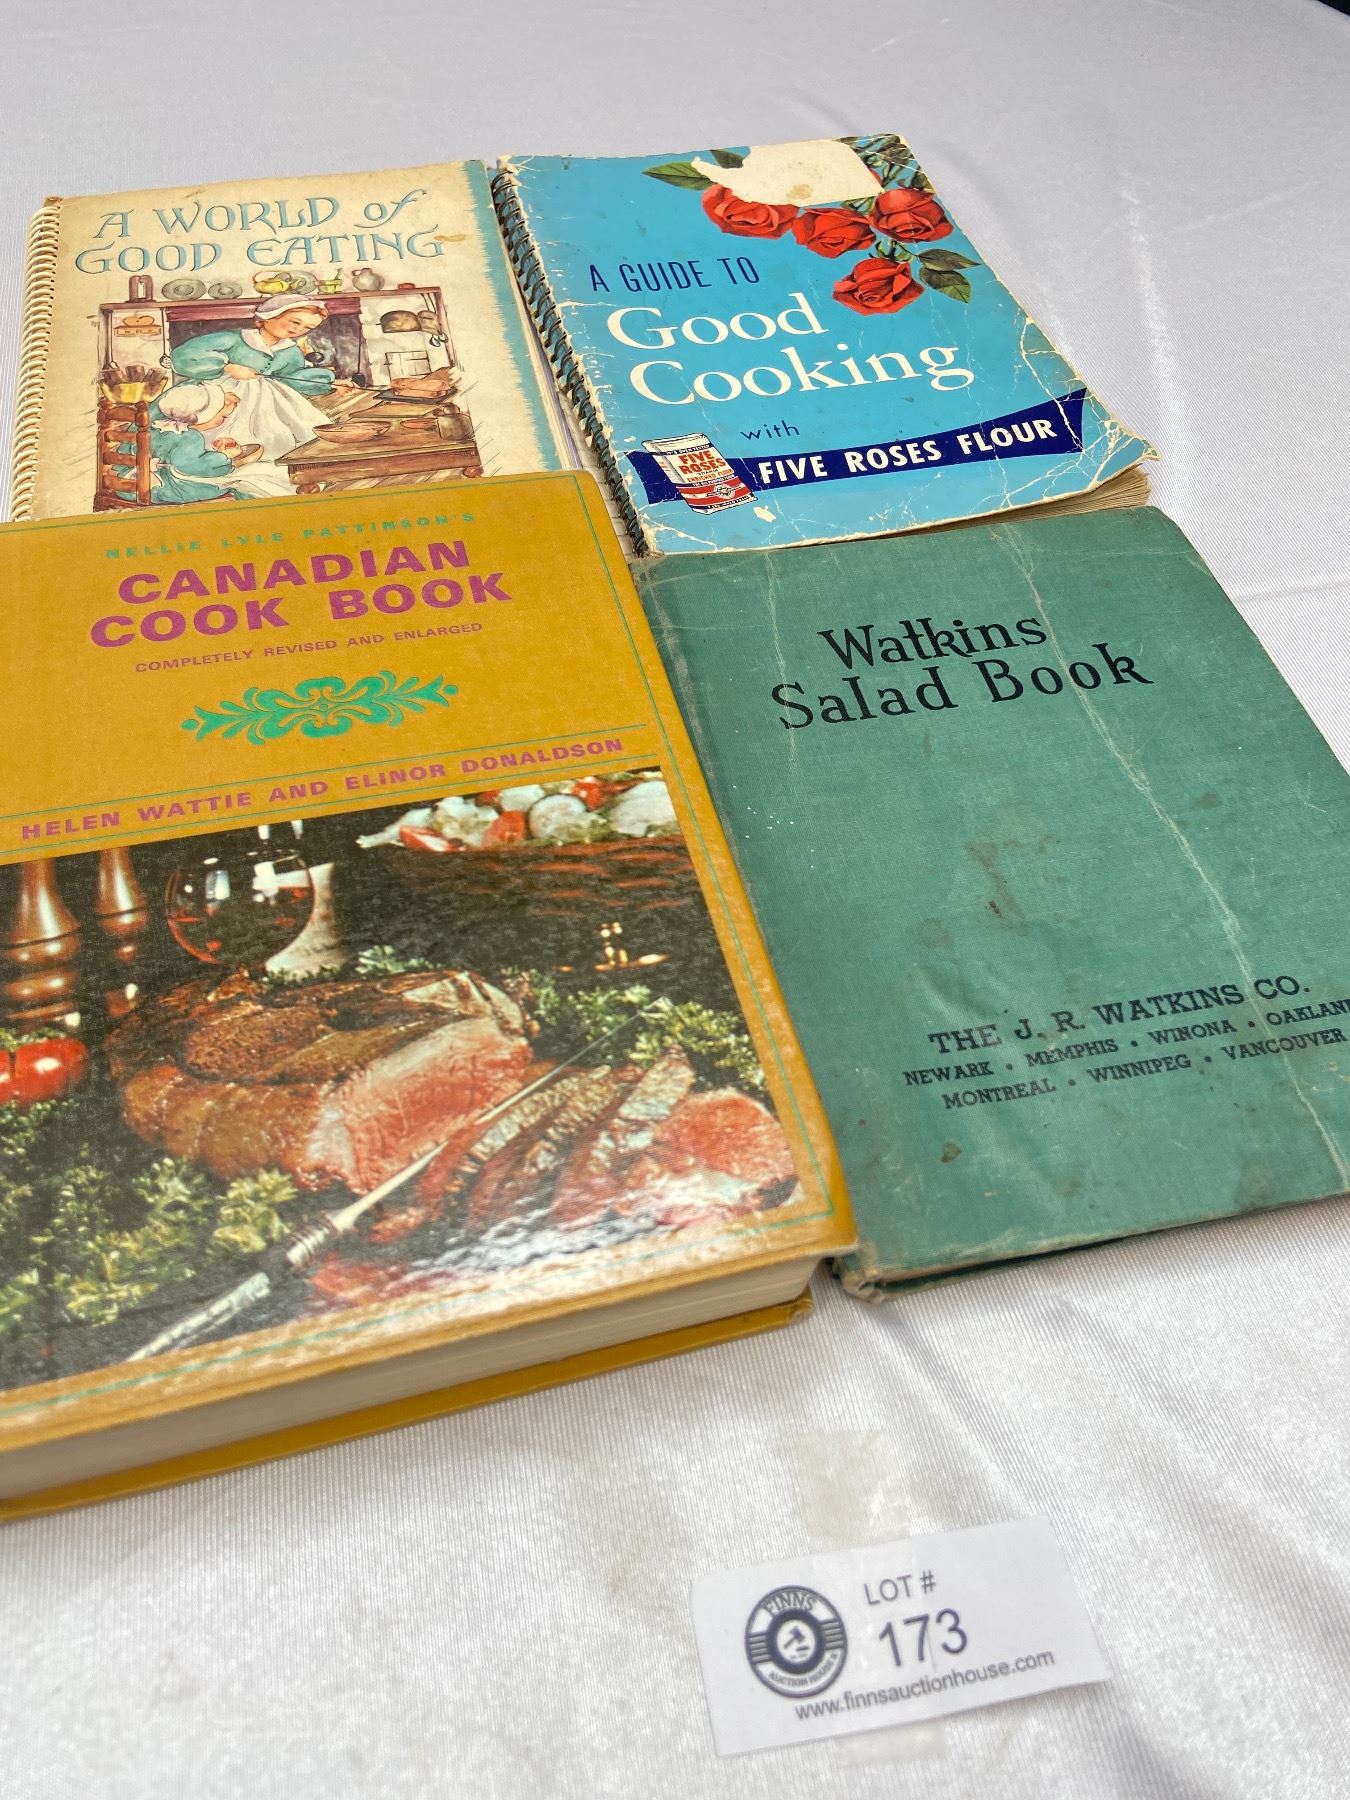 A WORLD of
GOOD EATING
A GUIDE TO
Good
Cooking
with
FIVE ROSES FLOUR
FIVE
ROSES
NELLIE LYLE PATTINSON'S
CANADIAN
COOK BOOK
COMPLETELY REVISED AND ENLARGED
HELEN WATTIE AND ELINOR DONALDSON
Watkins
Salad Book
THE J. R. WATKINS CO.
NEWARK • MEMPHIS • WINONA • OAKLAND
MONTREAL • WINNIPEG • VANCOUVER
FINNS
AUCTION HOUSE
LOT #
173
www.finnsauctionhouse.com